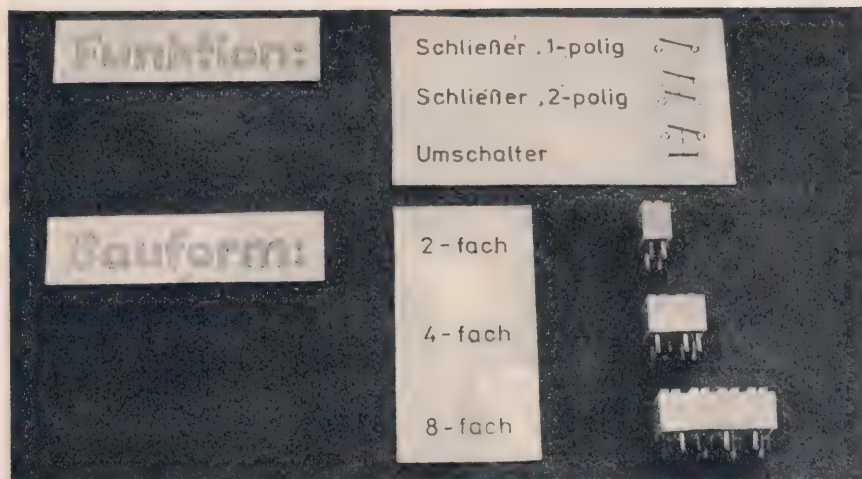 Funktion:
Schließer ,1-polig
Schließer ,2-polig
Umschalter
Bauform:
2-fach
4-fach
8-fach